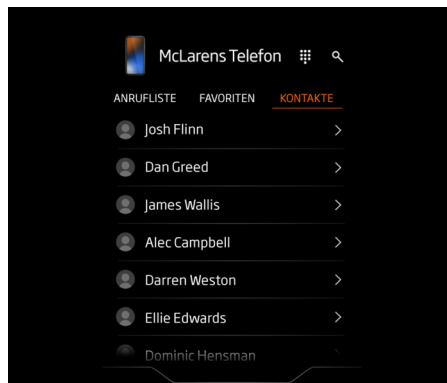 McLarens Telefon
ANRUFLISTE FAVORITEN KONTAKTE
Josh Flinn
Dan Greed
James Wallis
Alec Campbell
Darren Weston
Ellie Edwards
Dominic Hensman